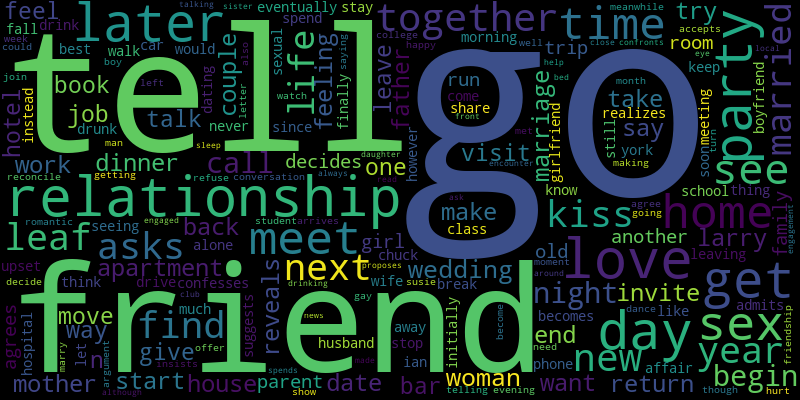 tell
go
friend
relationship
later
together
time
party
married
feel
fall
drink
talking
sister
eventually
stay
spend
meanwhile
accepts
try
room
keep
week
could
best
walk
car
would
boy
also
couple
dating
letter
sexual
life
watch
feeling
finally
saying
college
happy
leave
father
morning
well
trip
close
confronts
eye
help
bed
month
local
join
book
left
hotel
instead
job
drunk
talk
never
since
run
come
share
front
met
marriage
girlfriend
take
realizes
say
still
york
making
meeting
soon
turn
boyfriend
man
sleep
work
getting
dinner
call
decides
one
daughter
however
visit
encounter
see
reconcile
refuse
conversation
always
ask
make
class
know
school
thing
agree
going
kiss
home
family
engagement
romantic
seeing
engaged
student
arrives
leaf
asks
back
alone
meet
girl
chuck
wedding
old
another
larry
leaving
moment
around
love
get
upset
decide
apartment
think
drive
confesses
reveals
next
proposes
wife
susie
break
gay
drinking
club
night
invite
admits
becomes
dance
like
sex
friendship
agrees
hospital
move
way
let
marry
argument
find
much
suggests
news
husband
away
stop
ian
initially
become
end
need
new
day
year
n
give
offer
insists
mother
start
although
house
spends
parent
show
date
made
bar
woman
telling
evening
phone
want
affair
return
though
begin
hurt